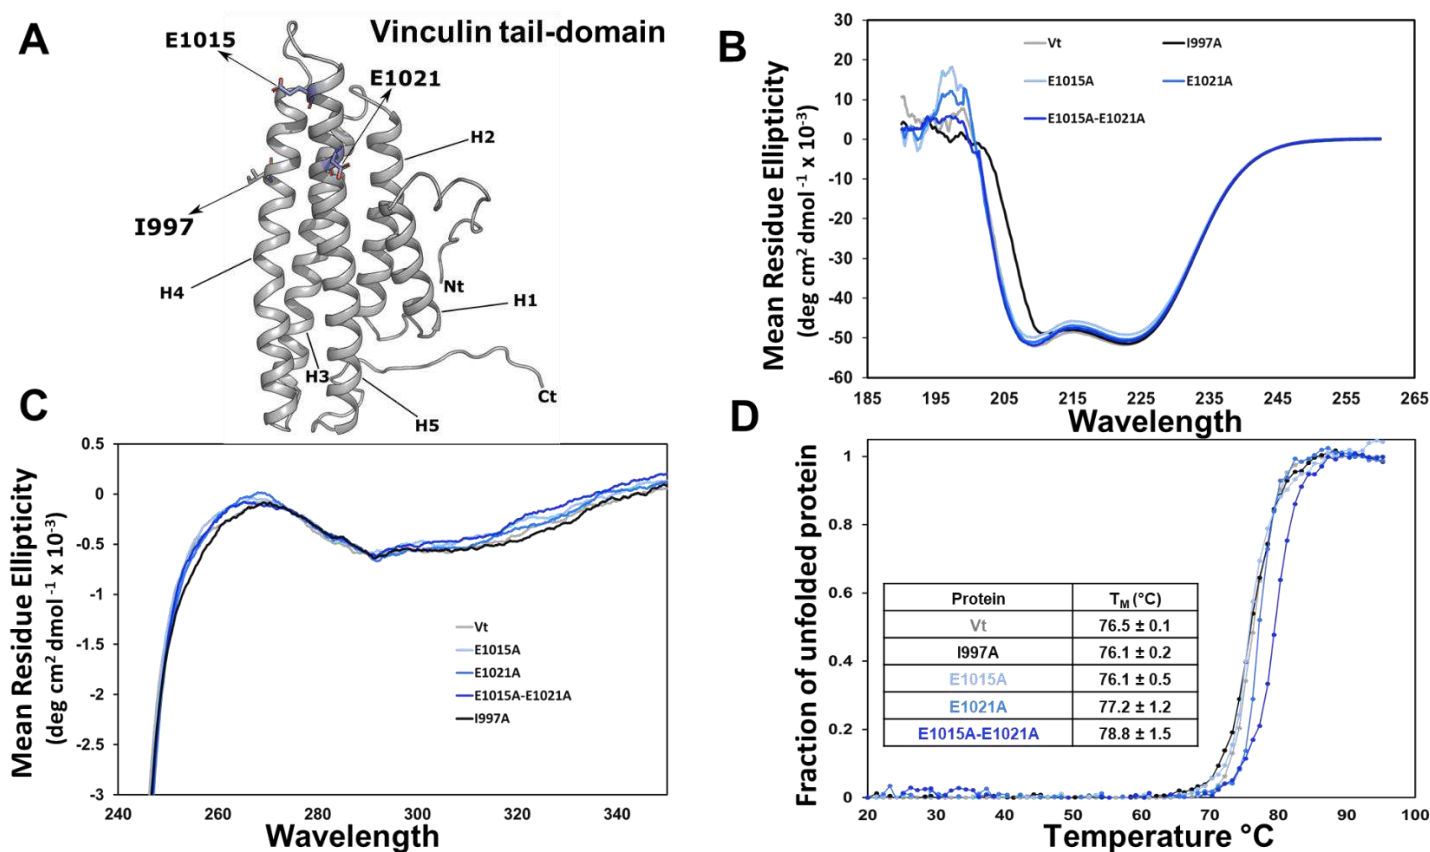 A
Vinculin tail-domain
E1015
E1021
H2
I997
H4
Nt
H1
H3
Ct
H5
B
Mean Residue Ellipticity
(deg cm² dmol ⁻¹ x 10⁻³)
30
20
10
0
-10
-20
-30
-40
-50
-60
Vt
I997A
E1015A
E1021A
E1015A-E1021A
185 195 205 215 225 235 245 255 265
Wavelength
C
Mean Residue Ellipticity
(deg cm² dmol ⁻¹ x 10⁻³)
0.5
0
-0.5
-1
-1.5
-2
-2.5
-3
Vt
E1015A
E1021A
E1015A-E1021A
I997A
240 260 280 300 320 340
Wavelength
D
Fraction of unfolded protein
1
0.8
0.6
0.4
0.2
0
Protein T_M (°C)
Vt 76.5 ± 0.1
I997A 76.1 ± 0.2
E1015A 76.1 ± 0.5
E1021A 77.2 ± 1.2
E1015A-E1021A 78.8 ± 1.5
20 30 40 50 60 70 80 90 100
Temperature °C